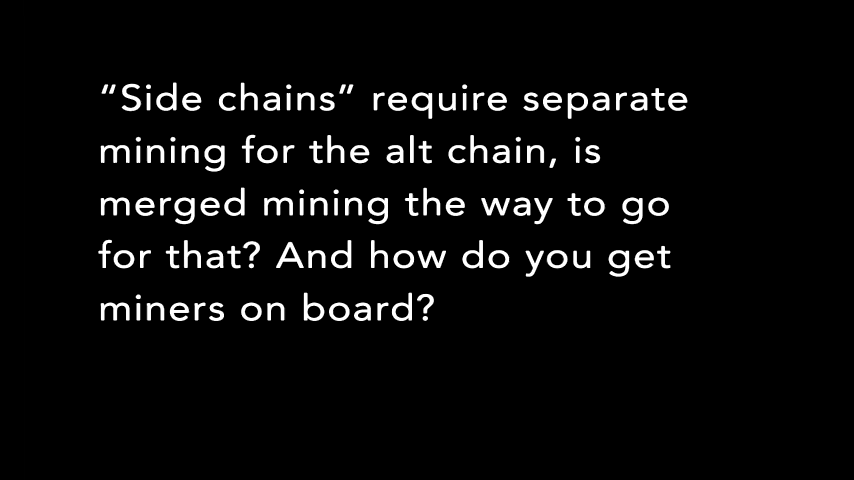 “Side chains” require separate
mining for the alt chain, is
merged mining the way to go
for that? And how do you get
miners on board?